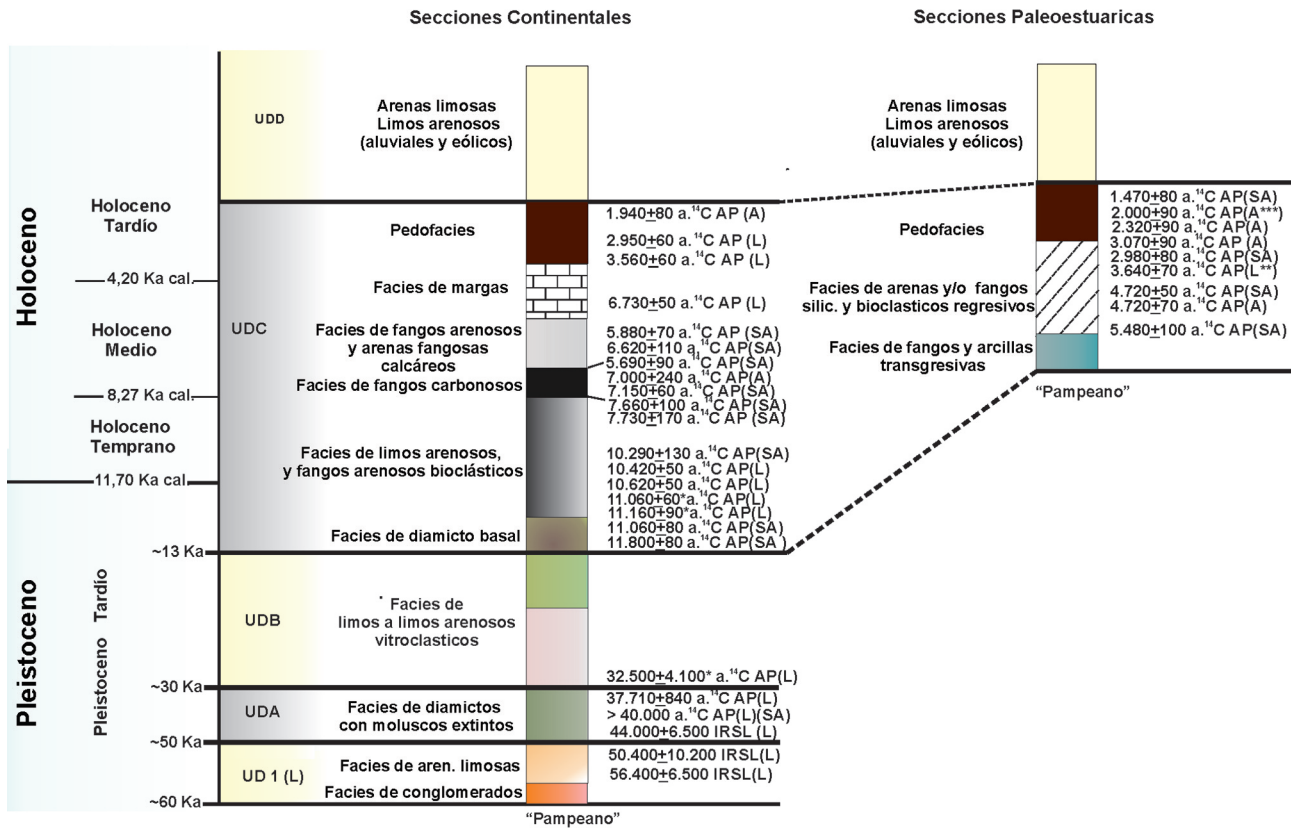 Secciones Continentales
Secciones Paleoestuaricas
Holoceno
Pleistoceno
Holoceno
Tardío
4,20 Ka cal.
Holoceno
Medio
8,27 Ka cal.
Holoceno
Temprano
11,70 Ka cal.
~13 Ka
Pleistoceno Tardío
~30 Ka
~50 Ka
~60 Ka
UDD
UDC
UDB
UDA
UD 1 (L)
Arenas limosas
Limos arenosos
(aluviales y eólicos)
Pedofacies
Facies de margas
Facies de fangos arenosos
y arenas fangosas
calcáreos
Facies de fangos carbonosos
Facies de limos arenosos,
y fangos arenosos bioclásticos
Facies de diamicto basal
Facies de
limos a limos arenosos
vitroclasticos
Facies de diamictos
con moluscos extintos
Facies de aren. limosas
Facies de conglomerados
1.940±80 a.¹⁴C AP (A)
2.950±60 a.¹⁴C AP (L)
3.560±60 a.¹⁴C AP (L)
6.730±50 a.¹⁴C AP (L)
5.880±70 a.¹⁴C AP (SA)
6.620±110 a.¹⁴C AP(SA)
5.690±90 a.¹⁴C AP(SA)
7.000±240 a.¹⁴C AP(A)
7.150±60 a.¹⁴C AP(SA)
7.660±100 a.¹⁴C AP(SA)
7.730±170 a.¹⁴C AP(SA)
10.290±130 a.¹⁴C AP(SA)
10.420±50 a.¹⁴C AP(L)
10.620±50 a.¹⁴C AP(L)
11.060±60*a.¹⁴C AP(L)
11.160±90*a.¹⁴C AP(L)
11.060±80 a.¹⁴C AP(SA)
11.800±80 a.¹⁴C AP(SA )
32.500±4.100* a.¹⁴C AP(L)
37.710±840 a.¹⁴C AP(L)
> 40.000 a.¹⁴C AP(L)(SA)
44.000±6.500 IRSL (L)
50.400±10.200 IRSL(L)
56.400±6.500 IRSL(L)
“Pampeano”
Arenas limosas
Limos arenosos
(aluviales y eólicos)
Pedofacies
Facies de arenas y/o fangos
silic. y bioclasticos regresivos
Facies de fangos y arcillas
transgresivas
1.470±80 a.¹⁴C AP(SA)
2.000±90 a.¹⁴C AP(A***)
2.320±90 a.¹⁴C AP(A)
3.070±90 a.¹⁴C AP (A)
2.980±80 a.¹⁴C AP(SA)
3.640±70 a.¹⁴C AP(L**)
4.720±50 a.¹⁴C AP(SA)
4.720±70 a.¹⁴C AP(A)
5.480±100 a.¹⁴C AP(SA)
“Pampeano”